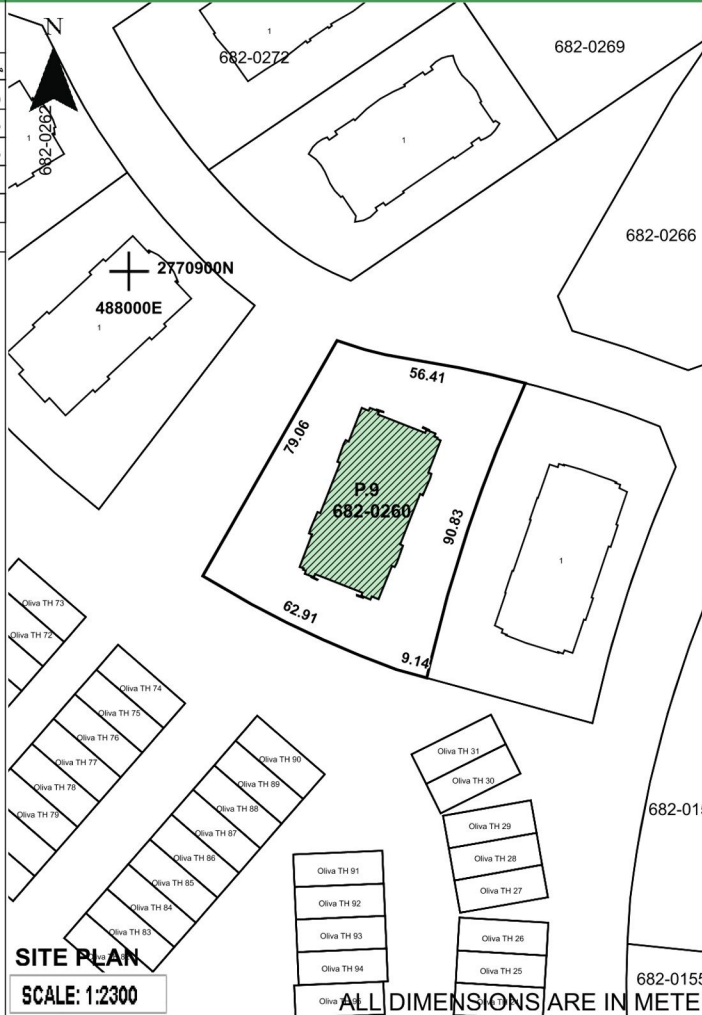 N
682-0272
1
682-0269
682-0262
1
1
682-0266
2770900N
488000E
1
56.41
79.06
P.9
682-0260
90.83
1
62.91
9.14
Oliva TH 73
Oliva TH 72
Oliva TH 74
Oliva TH 75
Oliva TH 76
Oliva TH 77
Oliva TH 78
Oliva TH 79
Oliva TH 90
Oliva TH 89
Oliva TH 88
Oliva TH 87
Oliva TH 86
Oliva TH 85
Oliva TH 84
Oliva TH 83
Oliva TH 31
Oliva TH 30
Oliva TH 29
Oliva TH 28
Oliva TH 27
Oliva TH 26
Oliva TH 25
Oliva TH 91
Oliva TH 92
Oliva TH 93
Oliva TH 94
682-015
682-0155
SITE PLAN
SCALE: 1:2300
ALL DIMENSIONS ARE IN METE